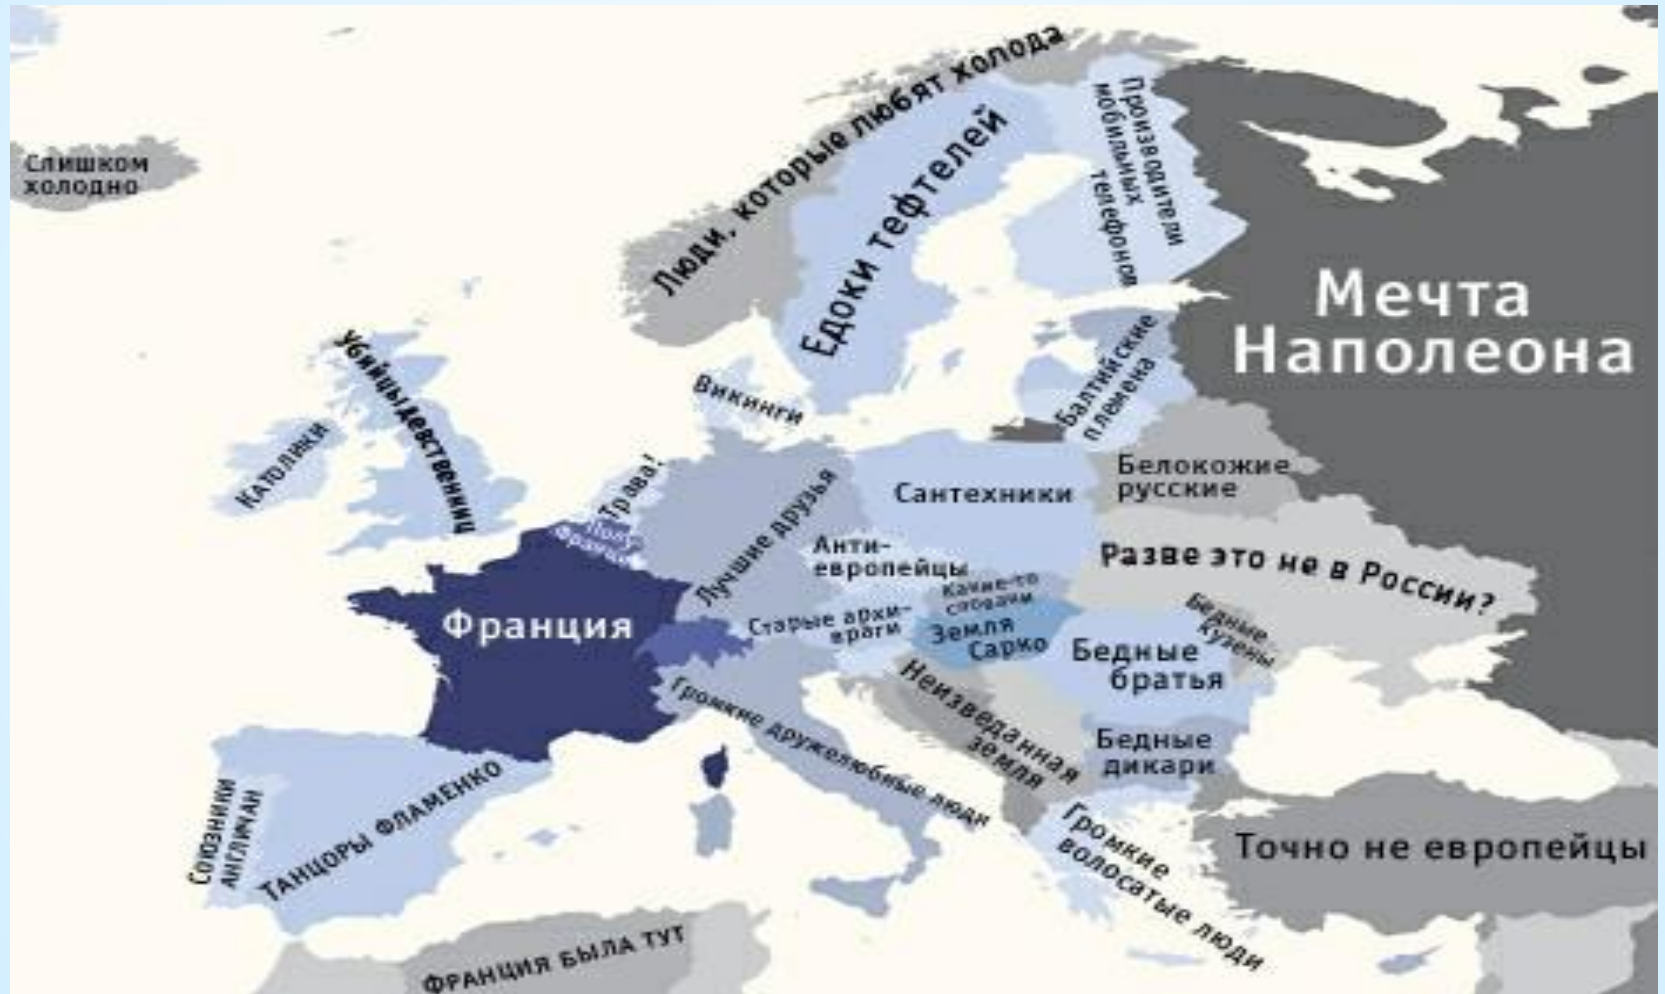 Слишком
холодно
Люди, которые любят холода
Едоки тефтелей
Производители
мобильных
телефонов
Мечта
Наполеона
Убийцы девственниц
Католики
Викинги
Балтийские
племена
Трава!
Лучшие друзья
Сантехники
Белокожие
русские
Анти-
европейцы
Разве это не в России?
Франция
Какие-то
Старые архи-
враги
Земля
Сарко
Бедные
кузены
Бедные
братья
Громкие дружелюбные люди
Неизведанная
земля
Бедные
дикари
Союзники
англичан
Танцоры фламенко
Громкие
волосатые люди
Точно не европейцы
Франция была тут